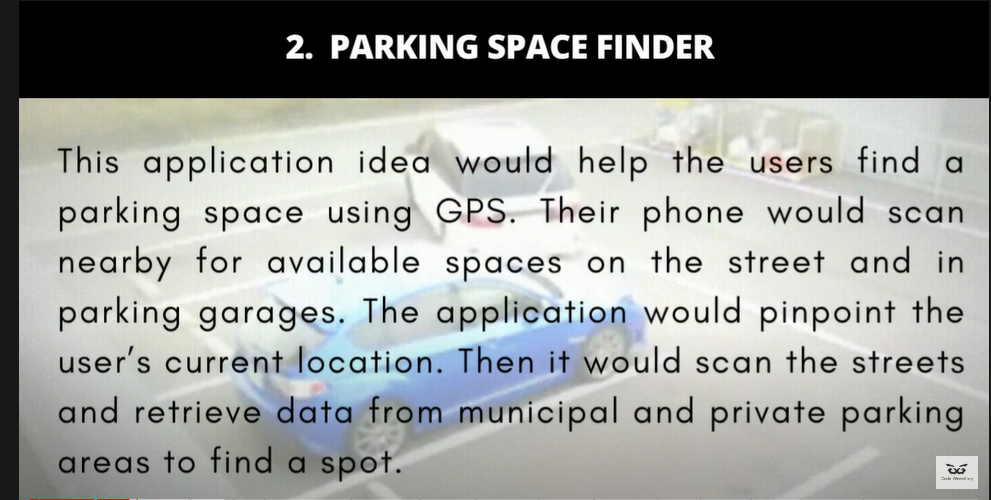 2. PARKING SPACE FINDER
This application idea would help the users find a
parking space using GPS. Their phone would scan
nearby for available spaces on the street and in
parking garages. The application would pinpoint the
user’s current location. Then it would scan the streets
and retrieve data from municipal and private parking
areas to find a spot.